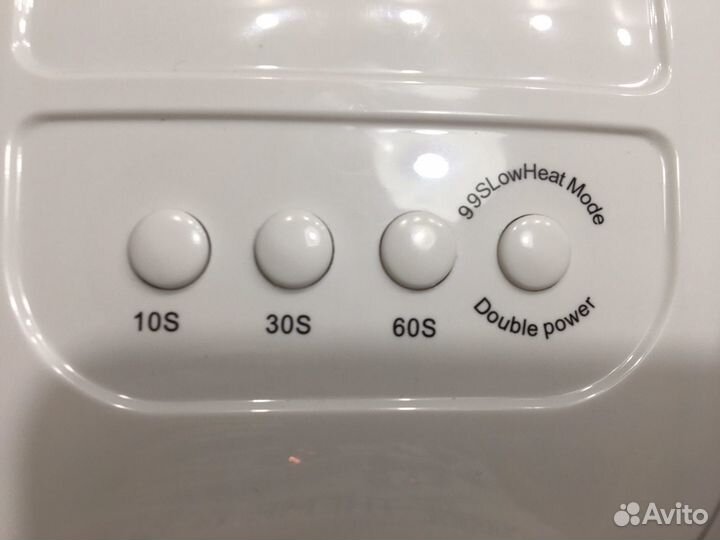 99SLowHeat Mode
10S
30S
60S
Double power
Avito